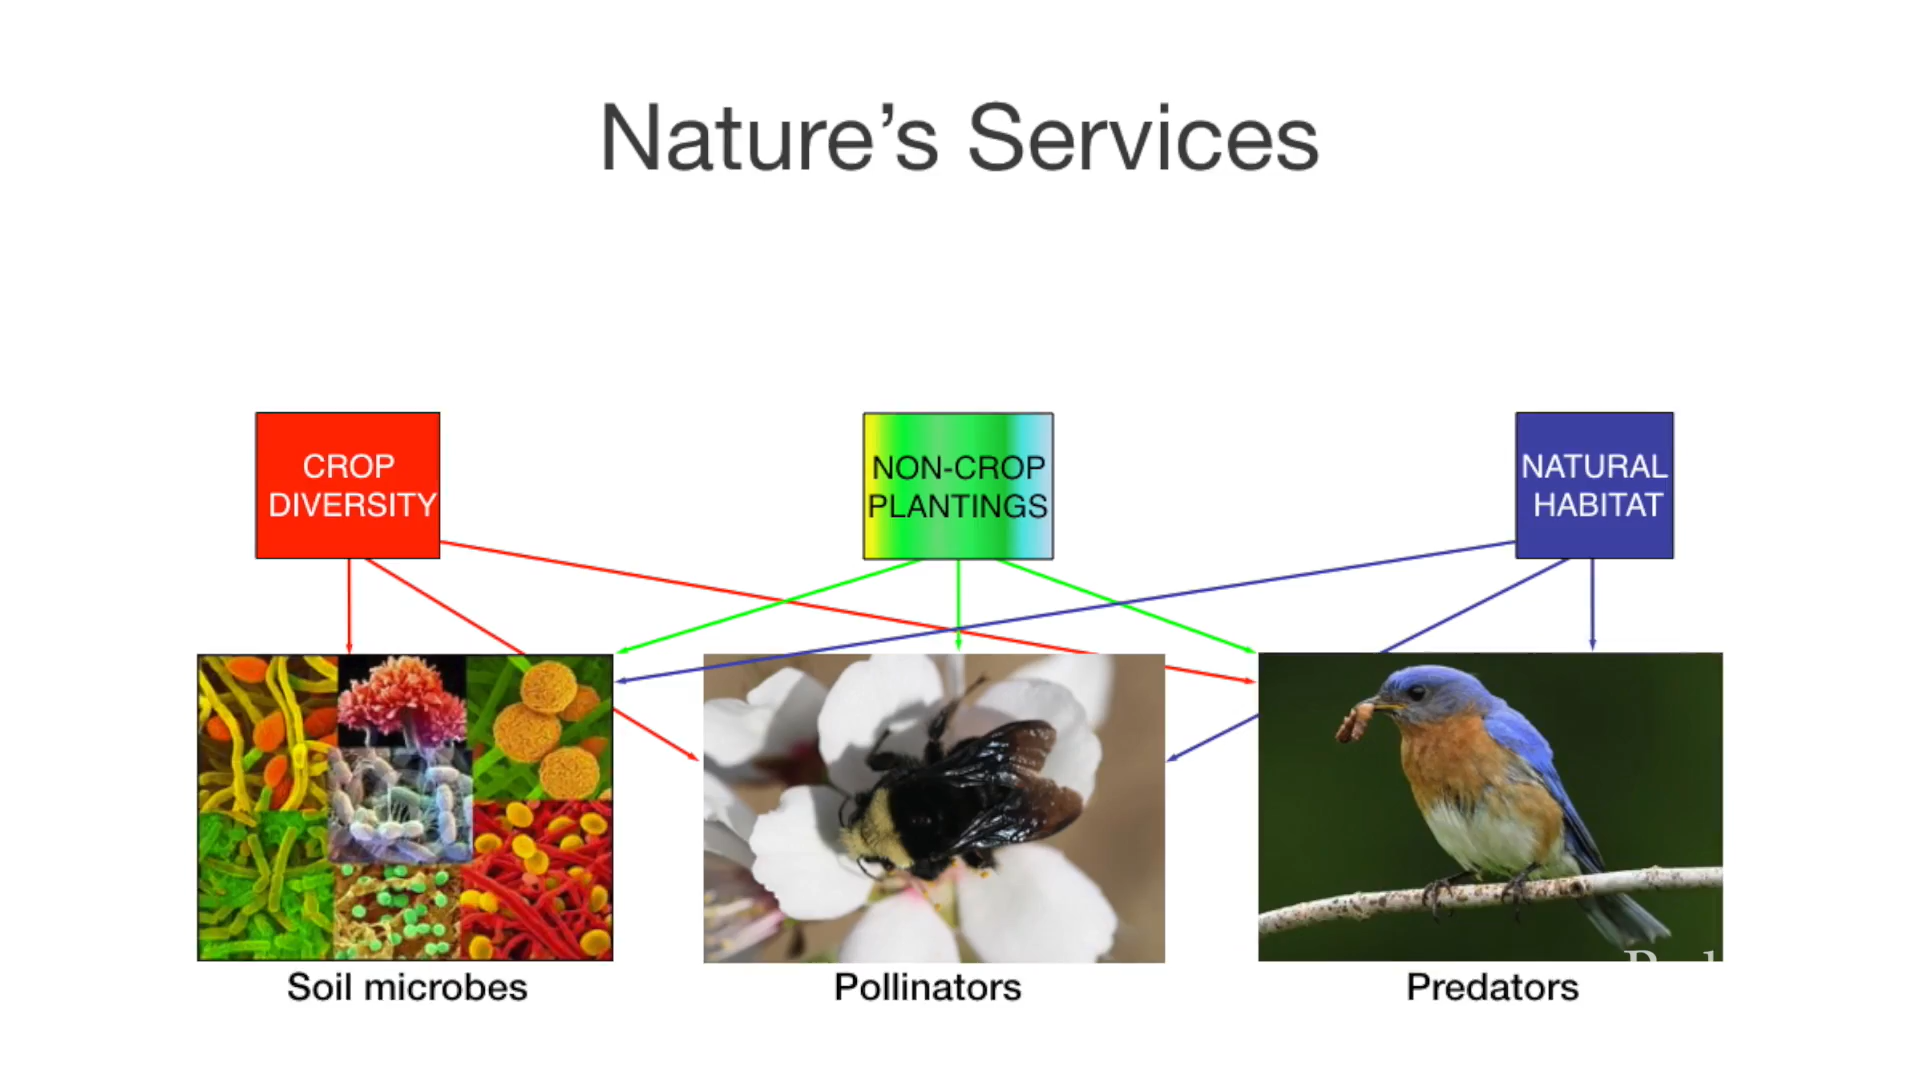 Nature’s Services
CROP
DIVERSITY
NON-CROP
PLANTINGS
NATURAL
HABITAT
Soil microbes
Pollinators
Predators